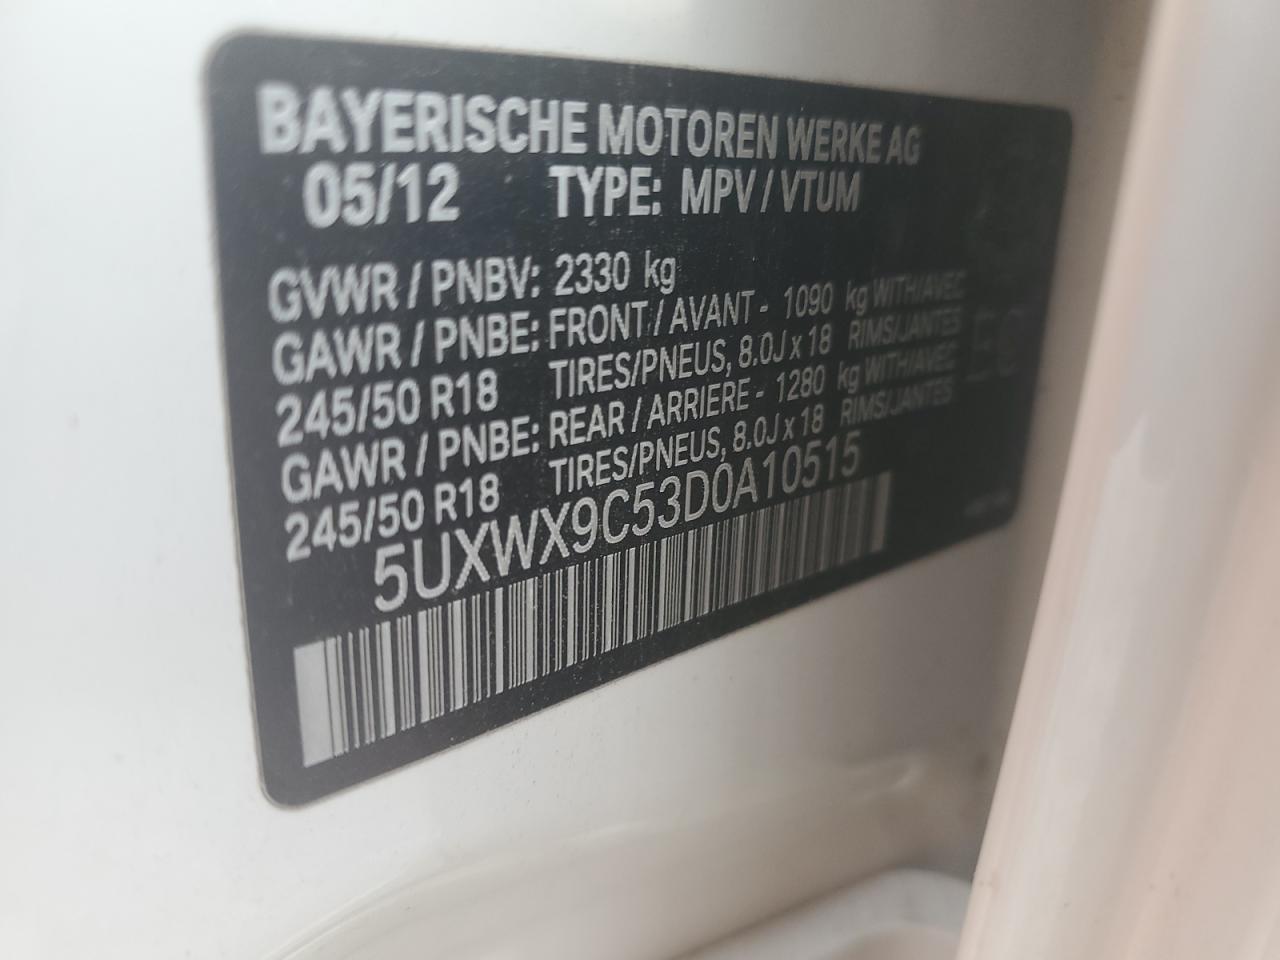 BAYERISCHE MOTOREN WERKE AG
05/12 TYPE: MPV / VTUM
GVWR / PNBV: 2330 kg
GAWR / PNBE: FRONT / AVANT - 1090 kg WITH/AVEC
245/50 R18 TIRES/PNEUS, 8.0J x 18 RIMS/JANTES
GAWR / PNBE: REAR / ARRIERE - 1280 kg WITH/AVEC
245/50 R18 TIRES/PNEUS, 8.0J x 18 RIMS/JANTES
5UXWX9C53D0A10515